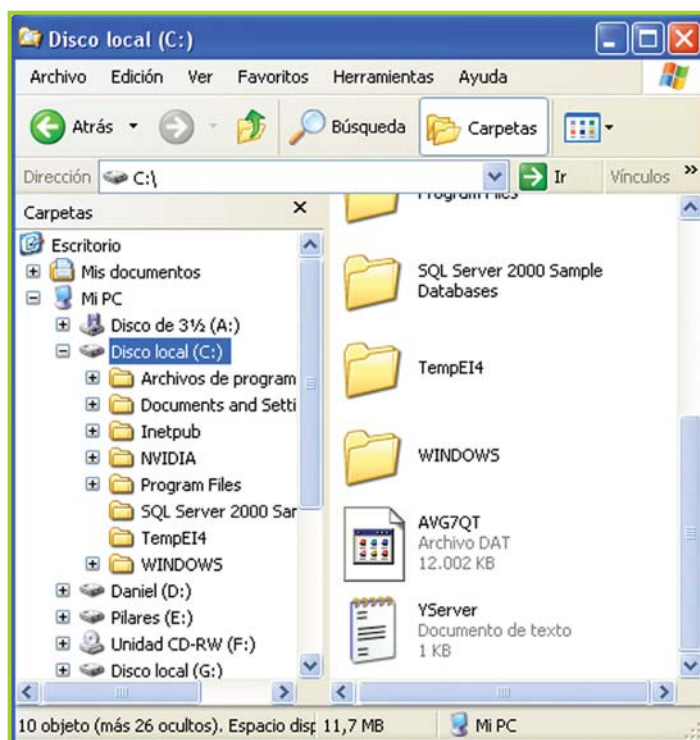 Disco local (C:)
Archivo Edición Ver Favoritos Herramientas Ayuda
Atrás Búsqueda Carpetas
Dirección C:\ Ir Vínculos »
Carpetas
Escritorio
Mis documentos
Mi PC
Disco de 3½ (A:)
Disco local (C:)
Archivos de program
Documents and Setti
Inetpub
NVIDIA
Program Files
SQL Server 2000 Sar
TempEI4
WINDOWS
Daniel (D:)
Pilares (E:)
Unidad CD-RW (F:)
Disco local (G:)
Program Files
SQL Server 2000 Sample
Databases
TempEI4
WINDOWS
AVG7QT
Archivo DAT
12.002 KB
YServer
Documento de texto
1 KB
10 objeto (más 26 ocultos). Espacio disp 11,7 MB Mi PC